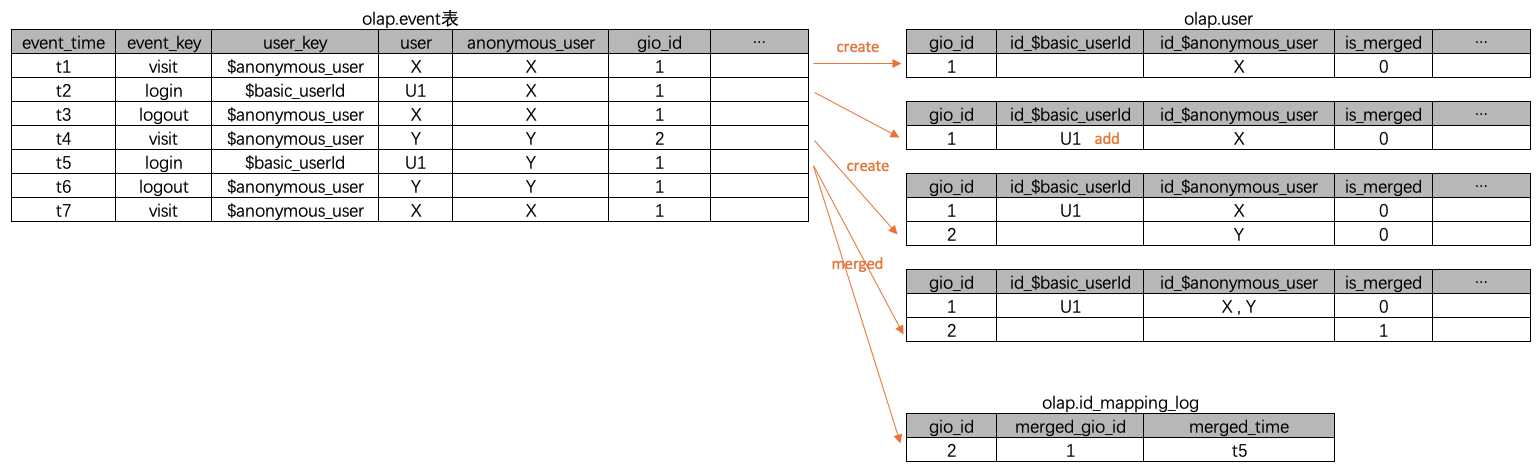 olap.event表
event_time event_key user_key user anonymous_user gio_id ...
t1 visit $anonymous_user X X 1
t2 login $basic_userId U1 X 1
t3 logout $anonymous_user X X 1
t4 visit $anonymous_user Y Y 2
t5 login $basic_userId U1 Y 1
t6 logout $anonymous_user Y Y 1
t7 visit $anonymous_user X X 1
create
create
merged
olap.user
gio_id id_$basic_userId id_$anonymous_user is_merged ...
1 X 0
gio_id id_$basic_userId id_$anonymous_user is_merged ...
1 U1 add X 0
gio_id id_$basic_userId id_$anonymous_user is_merged ...
1 U1 X 0
2 Y 0
gio_id id_$basic_userId id_$anonymous_user is_merged ...
1 U1 X , Y 0
2 1
olap.id_mapping_log
gio_id merged_gio_id merged_time
2 1 t5